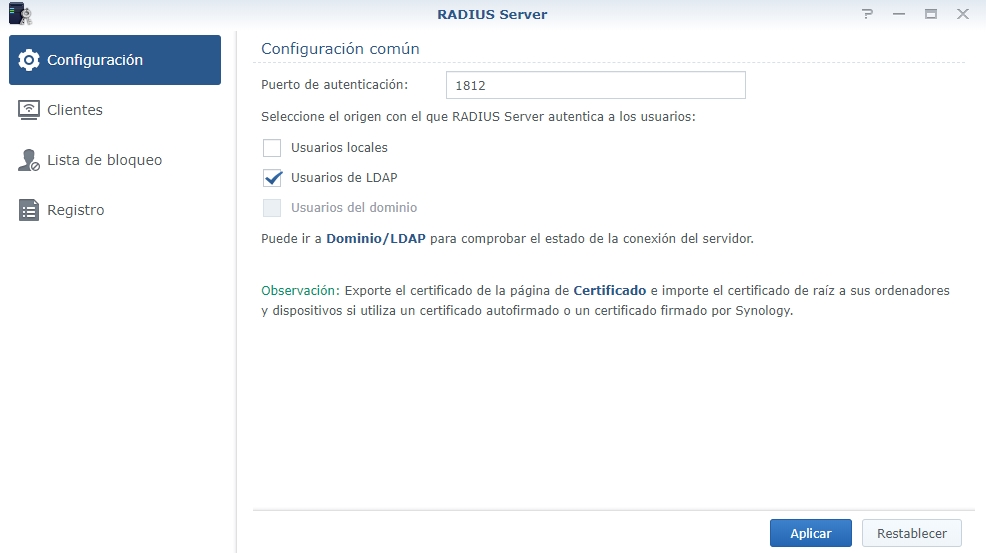 RADIUS Server
Configuración
Clientes
Lista de bloqueo
Registro
Configuración común
Puerto de autenticación: 1812
Seleccione el origen con el que RADIUS Server autentica a los usuarios:
Usuarios locales
Usuarios de LDAP
Usuarios del dominio
Puede ir a Dominio/LDAP para comprobar el estado de la conexión del servidor.
Observación: Exporte el certificado de la página de Certificado e importe el certificado de raíz a sus ordenadores
y dispositivos si utiliza un certificado autofirmado o un certificado firmado por Synology.
Aplicar Restablecer